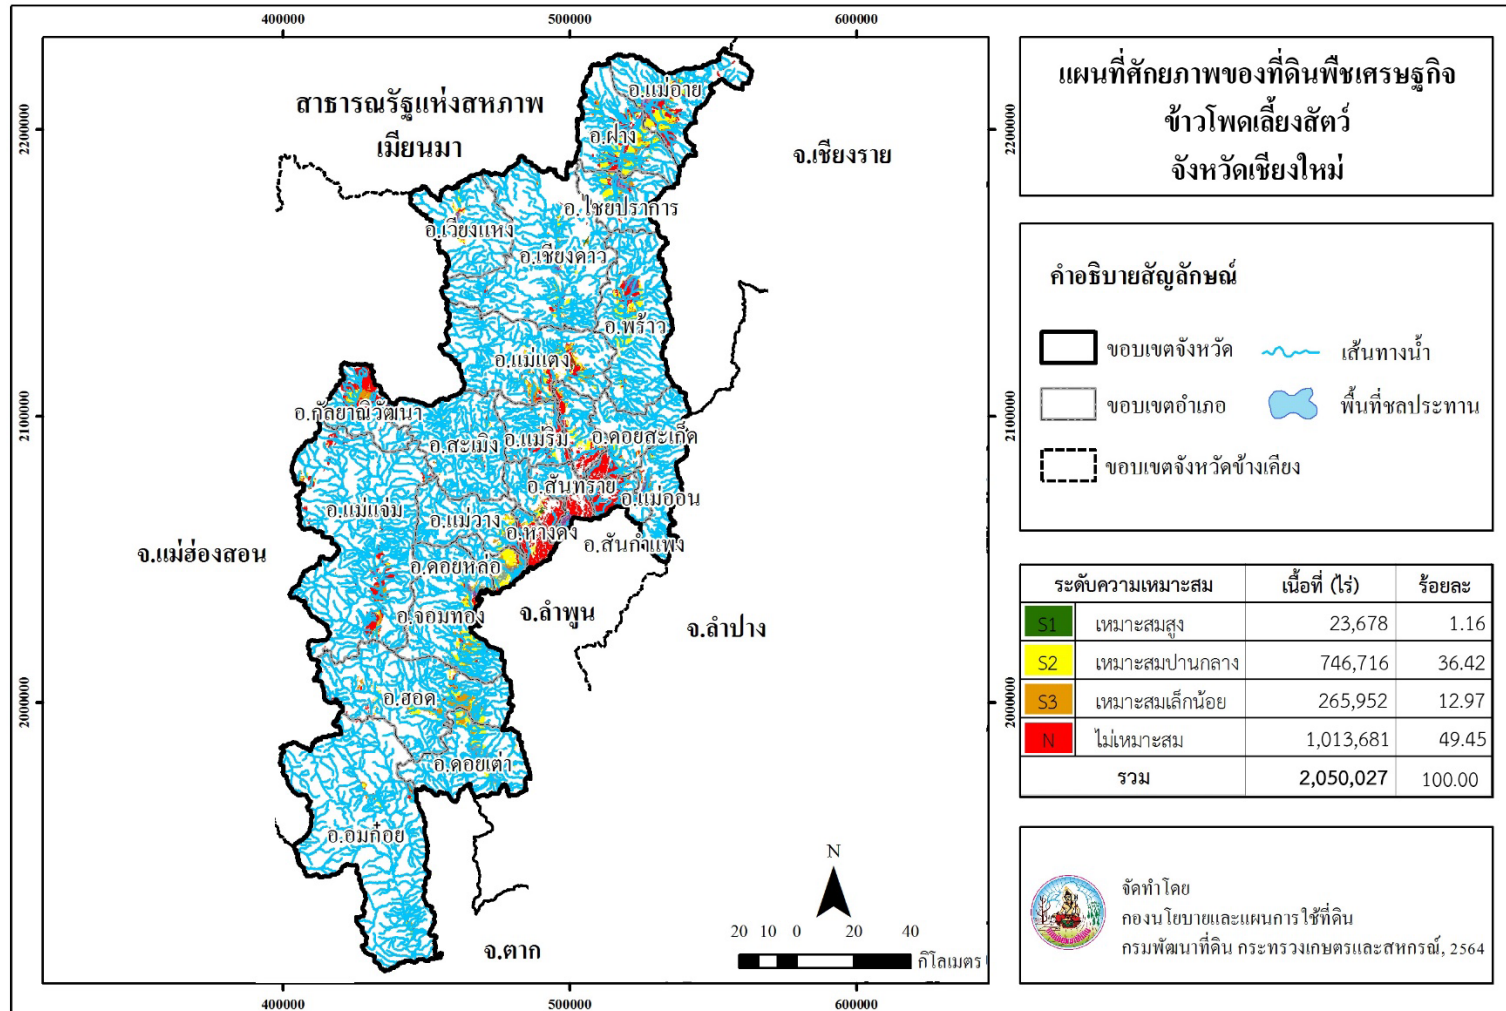 400000
500000
600000
2200000
2100000
2000000
2200000
2100000
2000000
400000
500000
600000
สาธารณรัฐแห่งสหภาพ
เมียนมา
จ.เชียงราย
จ.แม่ฮ่องสอน
จ.ลำพูน
จ.ลำปาง
จ.ตาก
อ.แม่อาย
อ.ฝาง
อ.ไชยปราการ
อ.เวียงแหง
อ.เชียงดาว
อ.พร้าว
อ.แม่แตง
อ.กัลยาณิวัฒนา
อ.สะเมิง
อ.แม่ริม
อ.ดอยสะเก็ด
อ.สันทราย
อ.แม่ออน
อ.แม่แจ่ม
อ.แม่วาง
อ.หางดง
อ.สันกำแพง
อ.ดอยหล่อ
อ.จอมทอง
อ.ฮอด
อ.ดอยเต่า
อ.อมก๋อย
N
20 10 0 20 40
กิโลเมตร
แผนที่ศักยภาพของที่ดินพืชเศรษฐกิจ
ข้าวโพดเลี้ยงสัตว์
จังหวัดเชียงใหม่
คำอธิบายสัญลักษณ์
ขอบเขตจังหวัด เส้นทางน้ำ
ขอบเขตอำเภอ พื้นที่ชลประทาน
ขอบเขตจังหวัดข้างเคียง
ระดับความเหมาะสม เนื้อที่ (ไร่) ร้อยละ
S1 เหมาะสมสูง 23,678 1.16
S2 เหมาะสมปานกลาง 746,716 36.42
S3 เหมาะสมเล็กน้อย 265,952 12.97
N ไม่เหมาะสม 1,013,681 49.45
รวม 2,050,027 100.00
จัดทำโดย
กองนโยบายและแผนการใช้ที่ดิน
กรมพัฒนาที่ดิน กระทรวงเกษตรและสหกรณ์, 2564